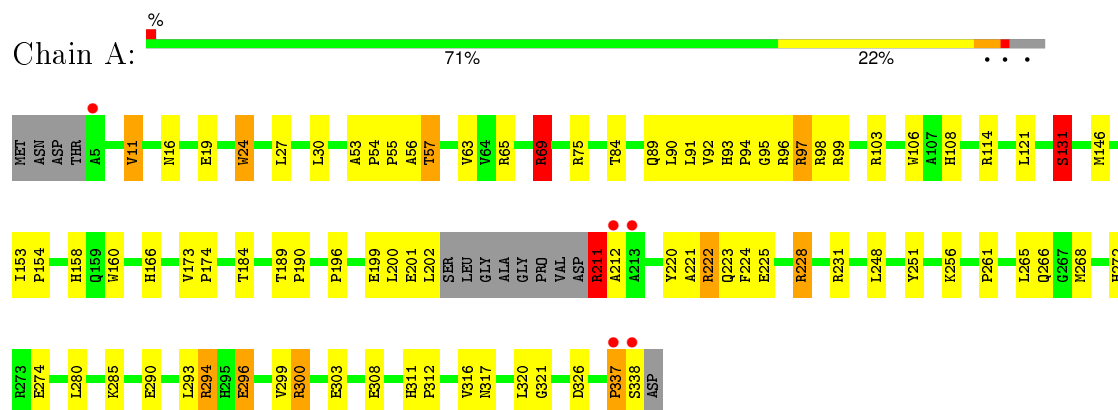 %
Chain A:
71% 22% • • •
MET ASN ASP THR A5 V11 N16 E19 W24 L27 L30 A53 P54 P55 A56 T57 V63 V64 R65 R69 R75 T84 Q89 L90 L91 V92 H93 P94 G95 R96 R97 R98 R99 R103 W106 A107 H108 R114 L121 S131 M146
I153 P154 H158 Q159 W160 H166 V173 P174 T184 T189 P190 P196 E199 L200 E201 L202 SER LEU GLY ALA GLY PRO VAL ASP R211 A212 A213 Y220 A221 R222 Q223 F224 E225 R228 R231 L248 Y251 K256 P261 L265 Q266 G267 M268 H272
R273 E274 L280 K285 E290 L293 R294 H295 E296 V299 R300 E303 E308 H311 P312 V316 N317 L320 G321 D326 P337 S338 ASP